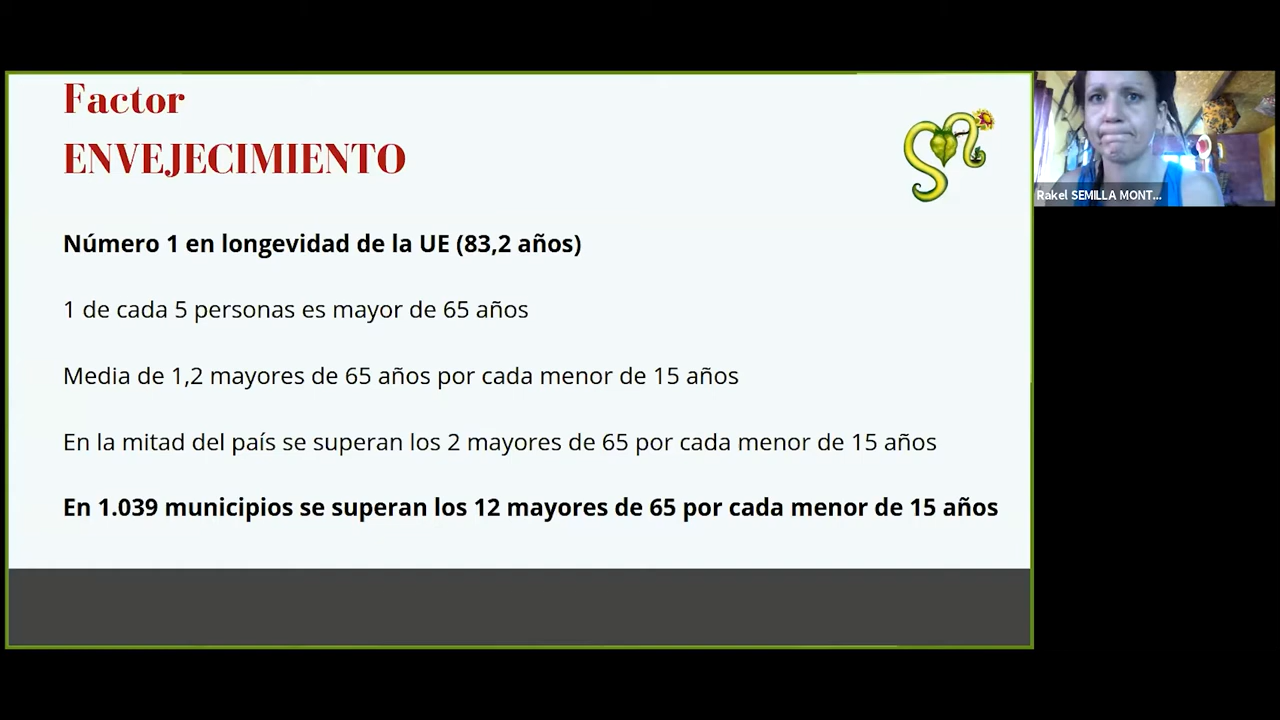 Factor
ENVEJECIMIENTO
Número 1 en longevidad de la UE (83,2 años)
1 de cada 5 personas es mayor de 65 años
Media de 1,2 mayores de 65 años por cada menor de 15 años
En la mitad del país se superan los 2 mayores de 65 por cada menor de 15 años
En 1.039 municipios se superan los 12 mayores de 65 por cada menor de 15 años
Rakel SEMILLA MONT...